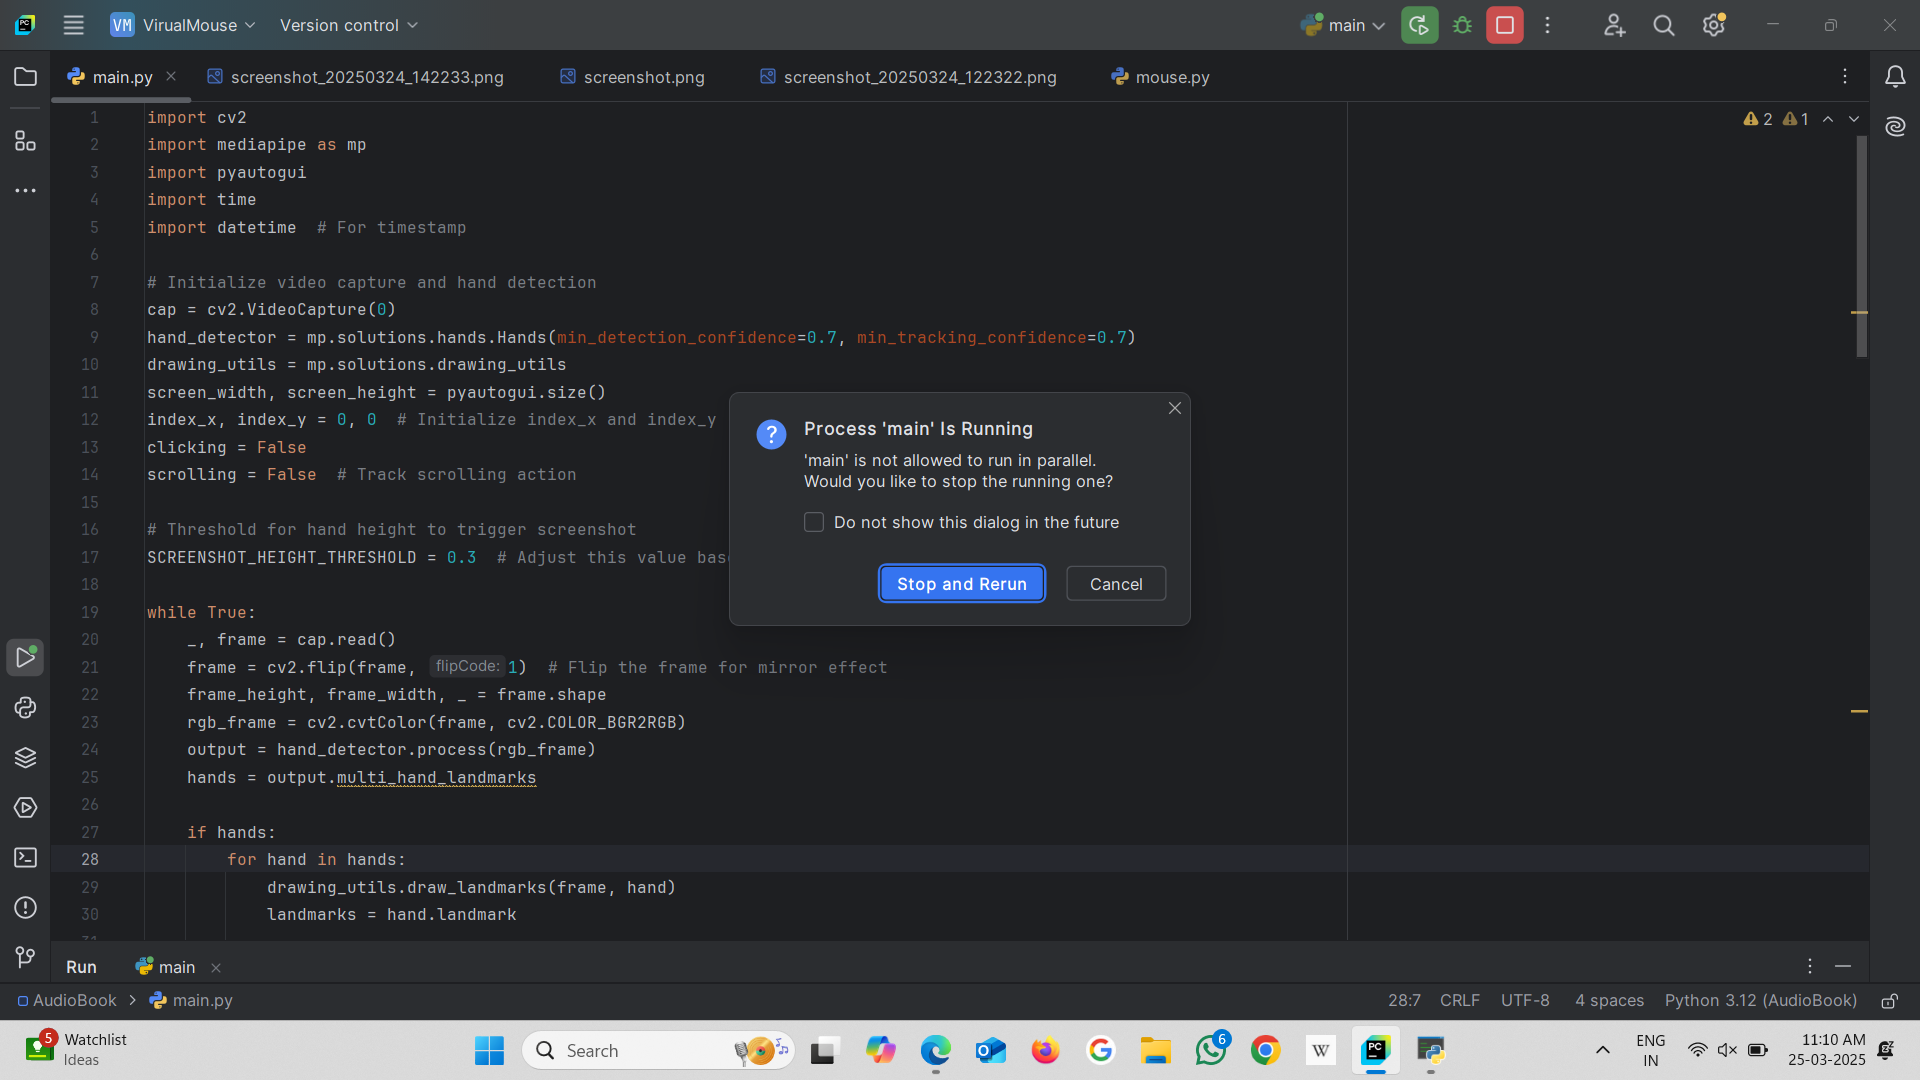 PC
VM VirualMouse
Version control
main
main.py
screenshot_20250324_142233.png
screenshot.png
screenshot_20250324_122322.png
mouse.py
2 1
1 import cv2
2 import mediapipe as mp
3 import pyautogui
4 import time
5 import datetime  # For timestamp
6
7 # Initialize video capture and hand detection
8 cap = cv2.VideoCapture(0)
9 hand_detector = mp.solutions.hands.Hands(min_detection_confidence=0.7, min_tracking_confidence=0.7)
10 drawing_utils = mp.solutions.drawing_utils
11 screen_width, screen_height = pyautogui.size()
12 index_x, index_y = 0, 0  # Initialize index_x and index_y
13 clicking = False
14 scrolling = False  # Track scrolling action
15
16 # Threshold for hand height to trigger screenshot
17 SCREENSHOT_HEIGHT_THRESHOLD = 0.3  # Adjust this value bas
18
19 while True:
20 _, frame = cap.read()
21 frame = cv2.flip(frame, flipCode: 1)  # Flip the frame for mirror effect
22 frame_height, frame_width, _ = frame.shape
23 rgb_frame = cv2.cvtColor(frame, cv2.COLOR_BGR2RGB)
24 output = hand_detector.process(rgb_frame)
25 hands = output.multi_hand_landmarks
26
27 if hands:
28 for hand in hands:
29 drawing_utils.draw_landmarks(frame, hand)
30 landmarks = hand.landmark
Process 'main' Is Running
'main' is not allowed to run in parallel.
Would you like to stop the running one?
Do not show this dialog in the future
Stop and Rerun
Cancel
Run
main
AudioBook > main.py
28:7 CRLF UTF-8 4 spaces Python 3.12 (AudioBook)
5
Watchlist
Ideas
Search
6
W
PC
ENG
IN
11:10 AM
25-03-2025